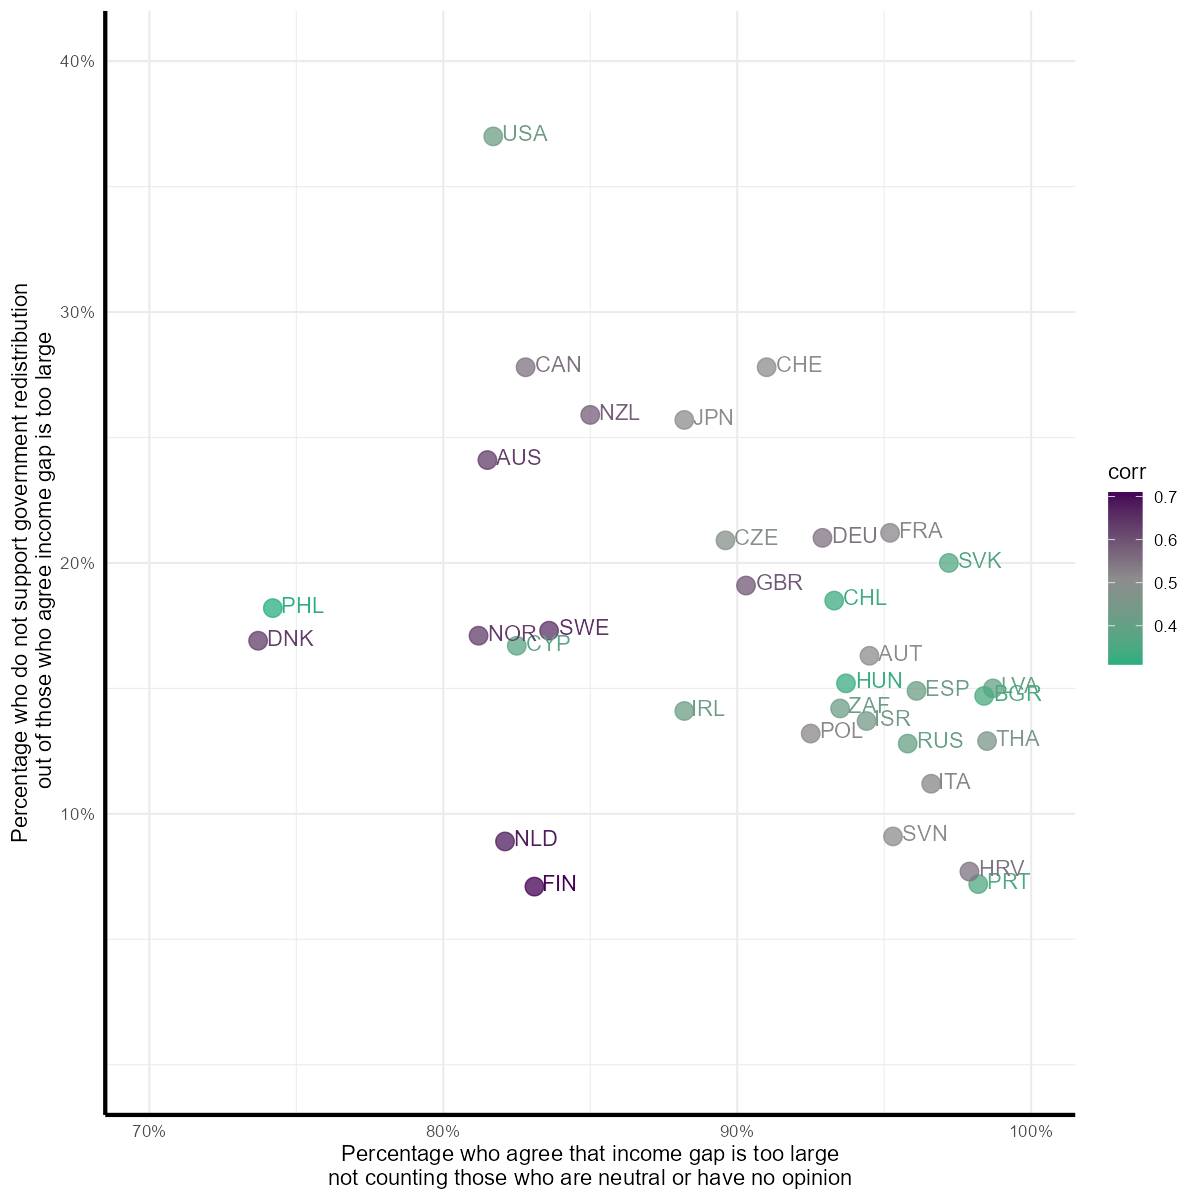 Percentage who do not support government redistribution
out of those who agree income gap is too large
40%
30%
20%
10%
USA
CAN
CHE
NZL
JPN
AUS
CZE
DEU
FRA
SVK
GBR
CHL
PHL
DNK
NOR
SWE
CYP
AUT
HUN
ESP
LVA
BGR
IRL
ZAF
ISR
POL
RUS
THA
ITA
NLD
SVN
FIN
HRV
PRT
corr
0.7
0.6
0.5
0.4
70%
80%
90%
100%
Percentage who agree that income gap is too large
not counting those who are neutral or have no opinion